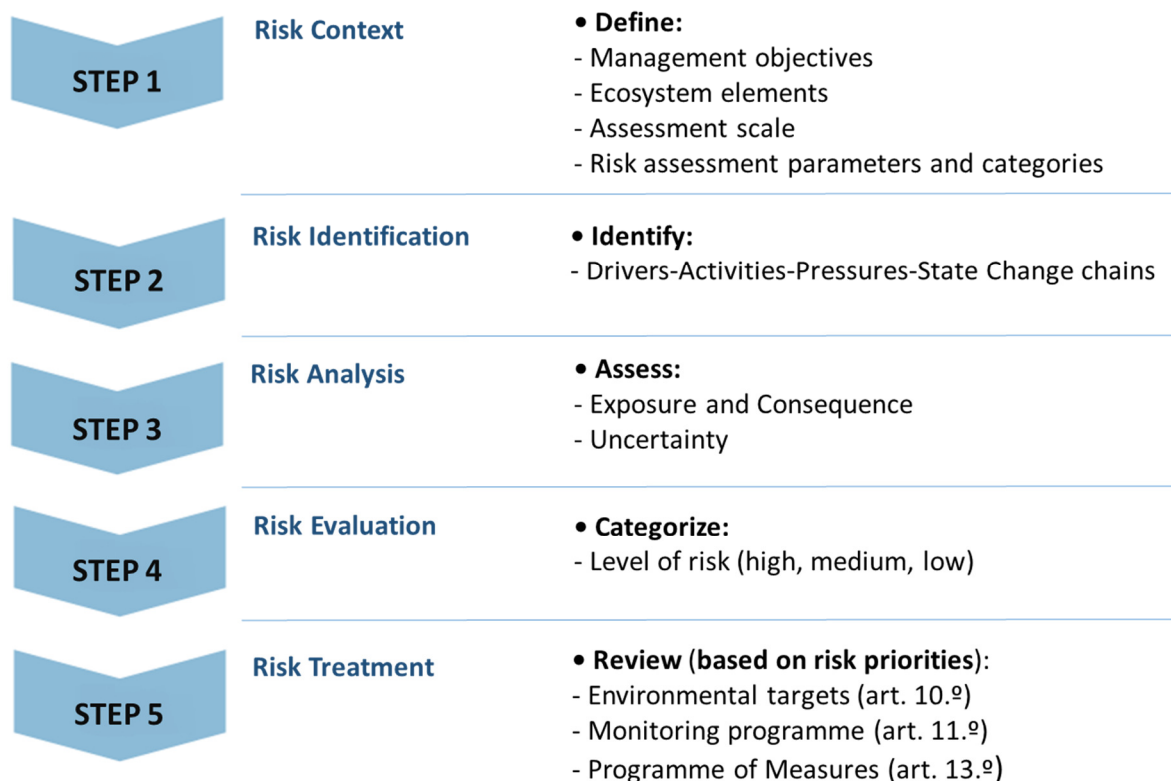 STEP 1
Risk Context
• Define:
- Management objectives
- Ecosystem elements
- Assessment scale
- Risk assessment parameters and categories
STEP 2
Risk Identification
• Identify:
- Drivers-Activities-Pressures-State Change chains
STEP 3
Risk Analysis
• Assess:
- Exposure and Consequence
- Uncertainty
STEP 4
Risk Evaluation
• Categorize:
- Level of risk (high, medium, low)
STEP 5
Risk Treatment
• Review (based on risk priorities):
- Environmental targets (art. 10.º)
- Monitoring programme (art. 11.º)
- Programme of Measures (art. 13.º)